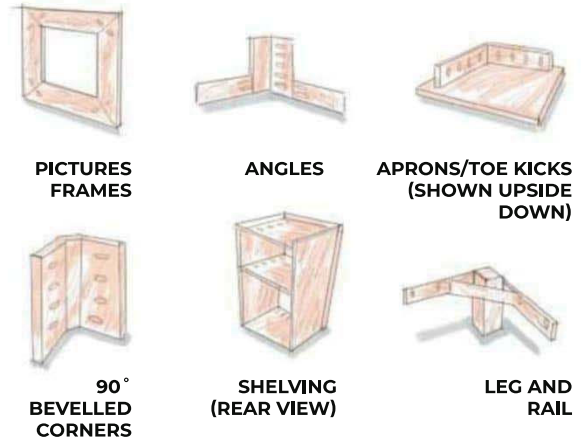 PICTURES
FRAMES
ANGLES
APRONS/TOE KICKS
(SHOWN UPSIDE
DOWN)
90°
BEVELLED
CORNERS
SHELVING
(REAR VIEW)
LEG AND
RAIL